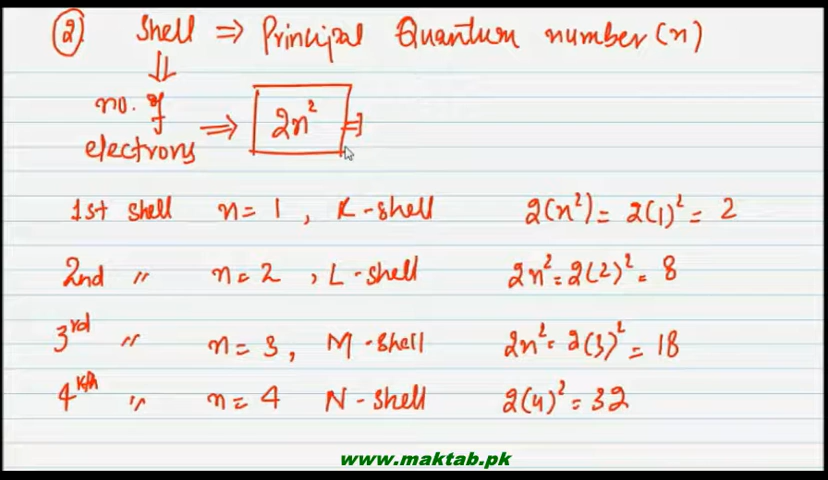 (2) Shell ⇒ Principal Quantum number (n)
⇓
no. of
electrons ⇒ 2n² =]
1st shell n = 1 , K-shell 2(n²) = 2(1)² = 2
2nd " n = 2 , L-shell 2n² = 2(2)² = 8
3rd " n = 3, M-shell 2n² = 2(3)² = 18
4th " n = 4 N-shell 2(4)² = 32
www.maktab.pk